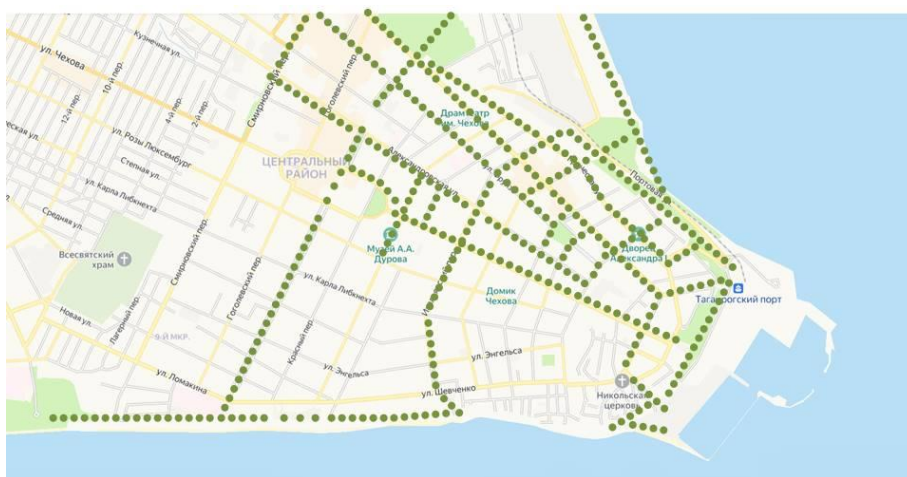 Кузнечная ул.
ул. Чехова
12-й пер.
10-й пер.
4-й пер.
2-й пер.
Смирновский пер.
Гоголевский пер.
ул. Розы Люксембург
Степная ул.
ул. Карла Либкнехта
Средняя ул.
ЦЕНТРАЛЬНЫЙ
РАЙОН
Драм
им. Чехова
Александровская ул.
Портовая
Всесвятский
храм
Смирновский пер.
Гоголевский пер.
Музей А.А.
Дурова
Дворец
Александра I
Таганрогский порт
ул. Карла Либкнехта
Домик
Чехова
Новая ул.
Лагерный пер.
9-Й МКР.
Красный пер.
ул. Энгельса
ул. Энгельса
ул. Ломакина
ул. Шевченко
Никольская
церковь